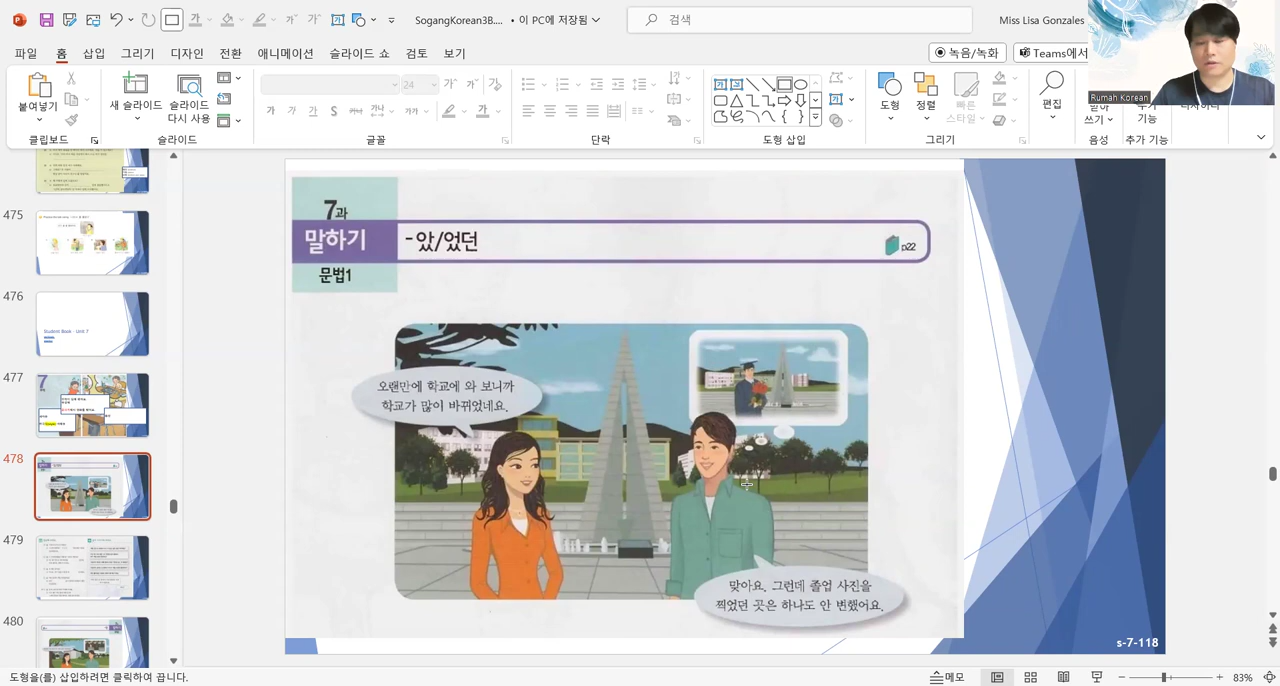 SogangKorean3B.... • 이 PC에 저장됨
검색
Miss Lisa Gonzales
파일 홈 삽입 그리기 디자인 전환 애니메이션 슬라이드 쇼 검토 보기
녹음/녹화
Teams에서
Rumah Korean
붙여넣기
새 슬라이드
슬라이드
다시 사용
24
도형
정렬
빠른
스타일
편집
받아
쓰기
추가
기능
클립보드
슬라이드
글꼴
단락
도형 삽입
그리기
음성
추가 기능
475
476
Student Book - Unit 7
477
478
479
480
7과
말하기
-았/었던
p.22
문법1
오랜만에 학교에 와 보니까
학교가 많이 바뀌었네요.
맞아요. 그런데 졸업 사진을
찍었던 곳은 하나도 안 변했어요.
s-7-118
도형을(를) 삽입하려면 클릭하여 끕니다.
메모
83%